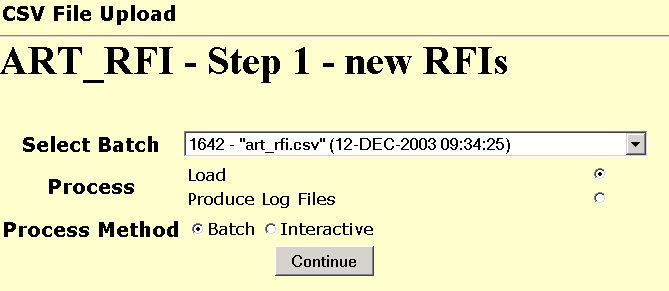 CSV File Upload
ART_RFI - Step 1 - new RFIs
Select Batch 1642 - "art_rfi.csv" (12-DEC-2003 09:34:25)
Process Load
Produce Log Files
Process Method Batch Interactive
Continue